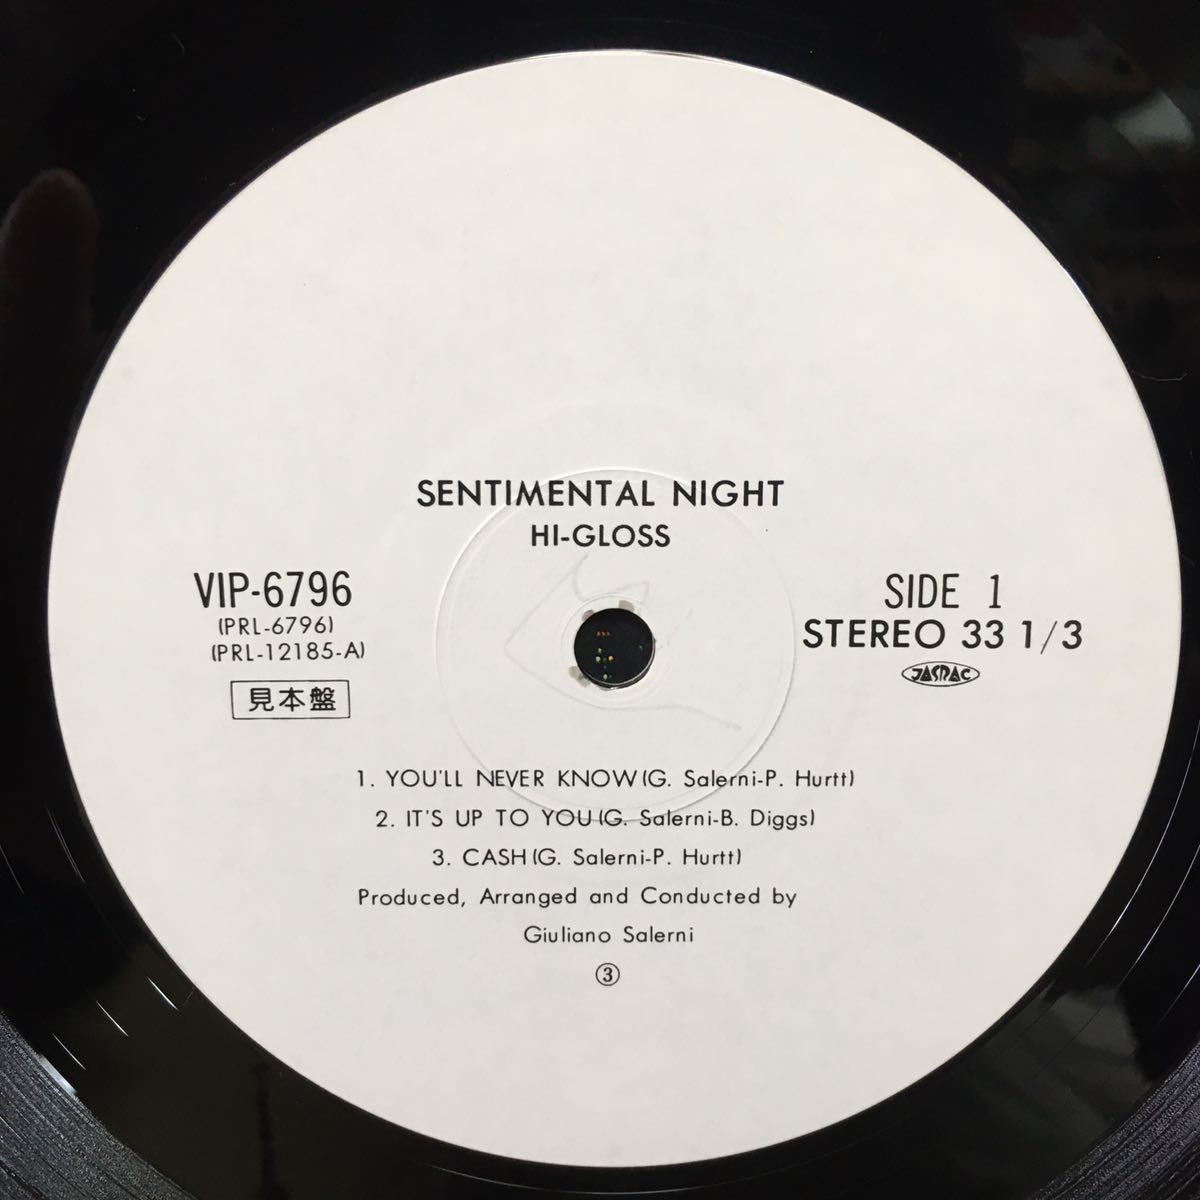 SENTIMENTAL NIGHT
HI-GLOSS
VIP-6796
(PRL-6796)
(PRL-12185-A)
見本盤
SIDE 1
STEREO 33 1/3
JASRAC
1. YOU'LL NEVER KNOW(G. Salerni-P. Hurtt)
2. IT'S UP TO YOU(G. Salerni-B. Diggs)
3. CASH(G. Salerni-P. Hurtt)
Produced, Arranged and Conducted by
Giuliano Salerni
③